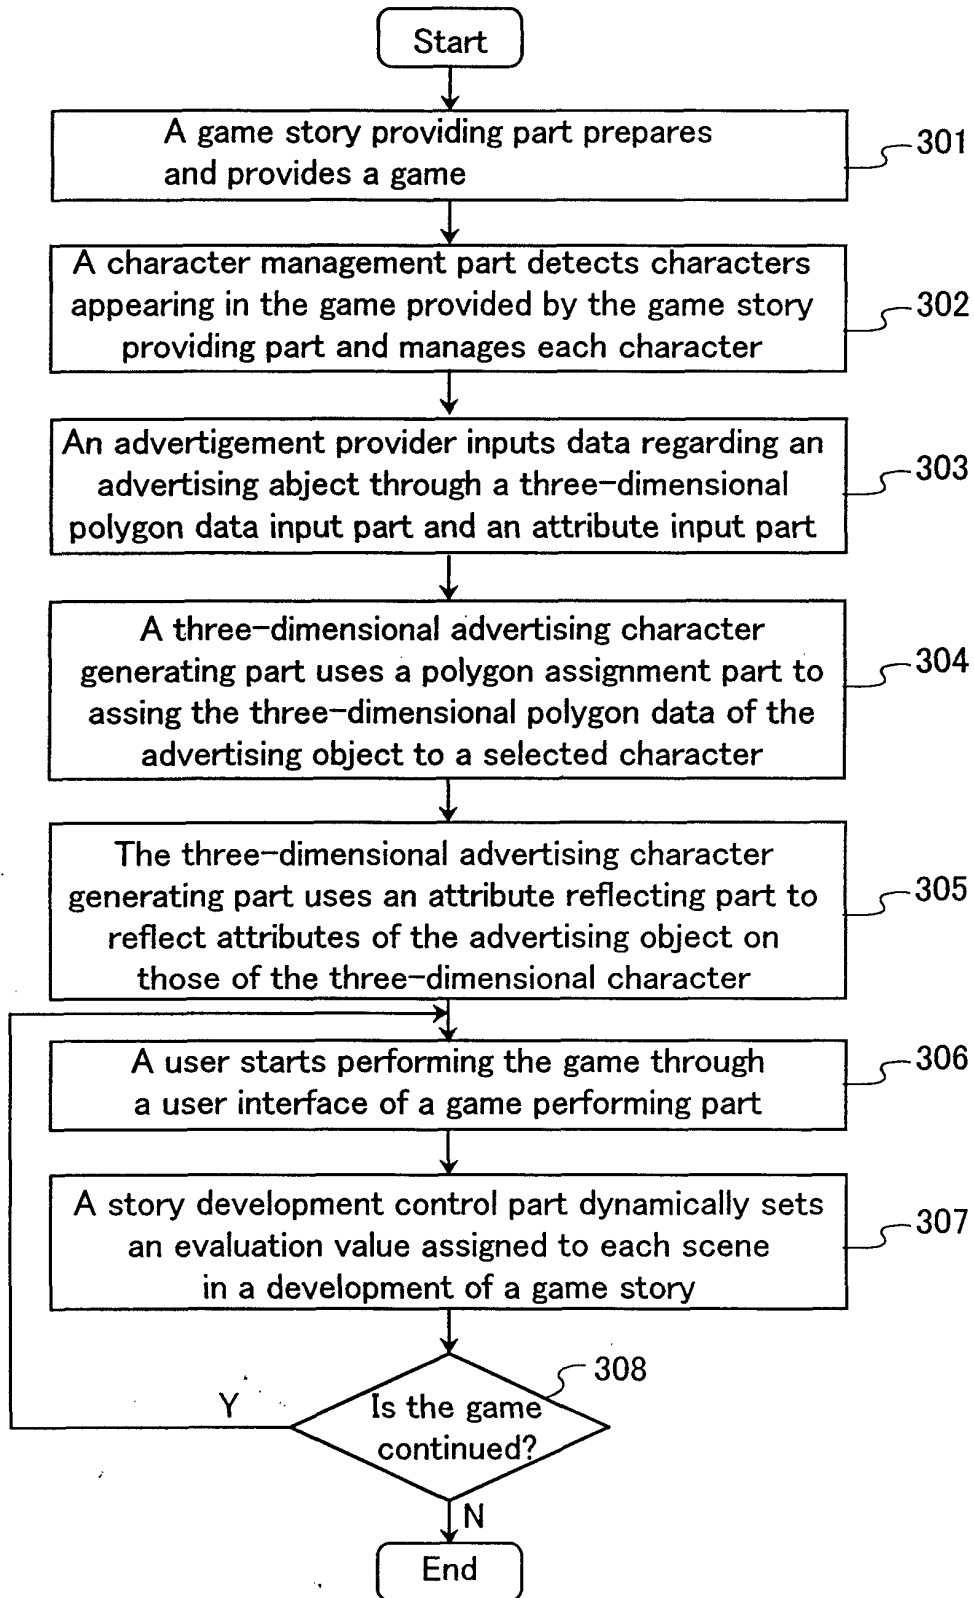 Start
A game story providing part prepares
and provides a game
301
A character management part detects characters
appearing in the game provided by the game story
providing part and manages each character
302
An advertigement provider inputs data regarding an
advertising abject through a three-dimensional
polygon data input part and an attribute input part
303
A three-dimensional advertising character
generating part uses a polygon assignment part to
assing the three-dimensional polygon data of the
advertising object to a selected character
304
The three-dimensional advertising character
generating part uses an attribute reflecting part to
reflect attributes of the advertising object on
those of the three-dimensional character
305
A user starts performing the game through
a user interface of a game performing part
306
A story development control part dynamically sets
an evaluation value assigned to each scene
in a development of a game story
307
308
Y
Is the game
continued?
N
End